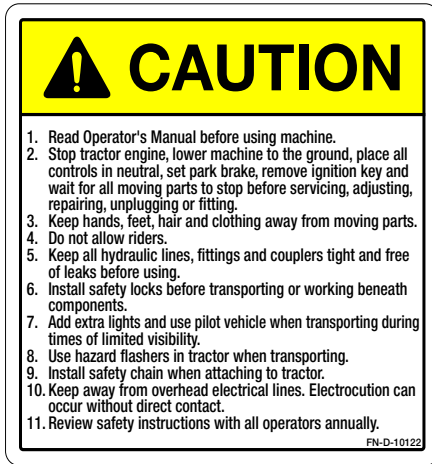 CAUTION
1. Read Operator's Manual before using machine.
2. Stop tractor engine, lower machine to the ground, place all
controls in neutral, set park brake, remove ignition key and
wait for all moving parts to stop before servicing, adjusting,
repairing, unplugging or fitting.
3. Keep hands, feet, hair and clothing away from moving parts.
4. Do not allow riders.
5. Keep all hydraulic lines, fittings and couplers tight and free
of leaks before using.
6. Install safety locks before transporting or working beneath
components.
7. Add extra lights and use pilot vehicle when transporting during
times of limited visibility.
8. Use hazard flashers in tractor when transporting.
9. Install safety chain when attaching to tractor.
10. Keep away from overhead electrical lines. Electrocution can
occur without direct contact.
11. Review safety instructions with all operators annually.
FN-D-10122